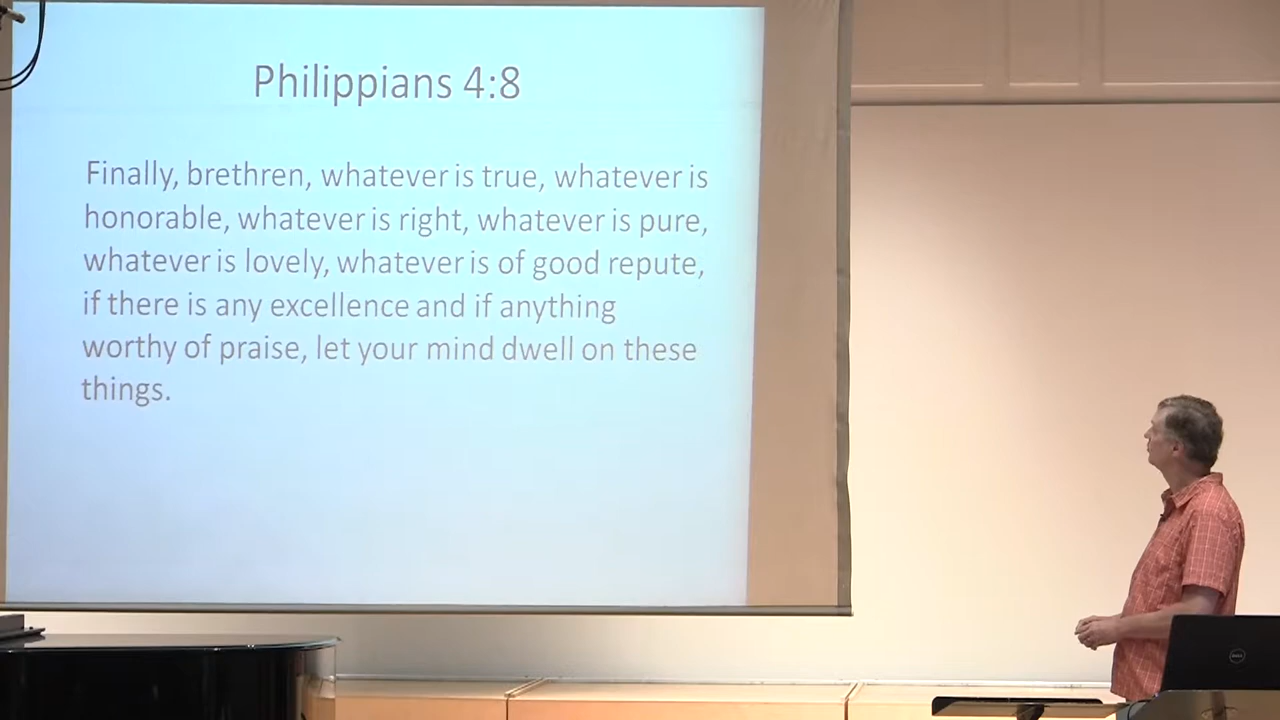 Philippians 4:8
Finally, brethren, whatever is true, whatever is
honorable, whatever is right, whatever is pure,
whatever is lovely, whatever is of good repute,
if there is any excellence and if anything
worthy of praise, let your mind dwell on these
things.
DELL